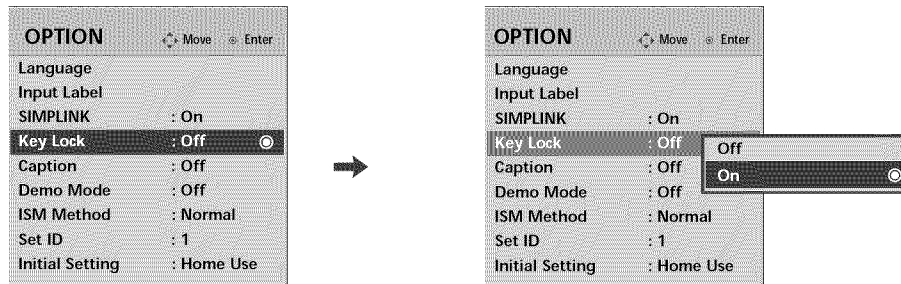 OPTION Move Enter
Language
Input Label
SIMPLINK : On
Key Lock : Off
Caption : Off
Demo Mode : Off
ISM Method : Normal
Set ID : 1
Initial Setting : Home Use
OPTION Move Enter
Language
Input Label
SIMPLINK : On
Key Lock : Off
Caption : Off
Demo Mode : Off
ISM Method : Normal
Set ID : 1
Initial Setting : Home Use
Off
On